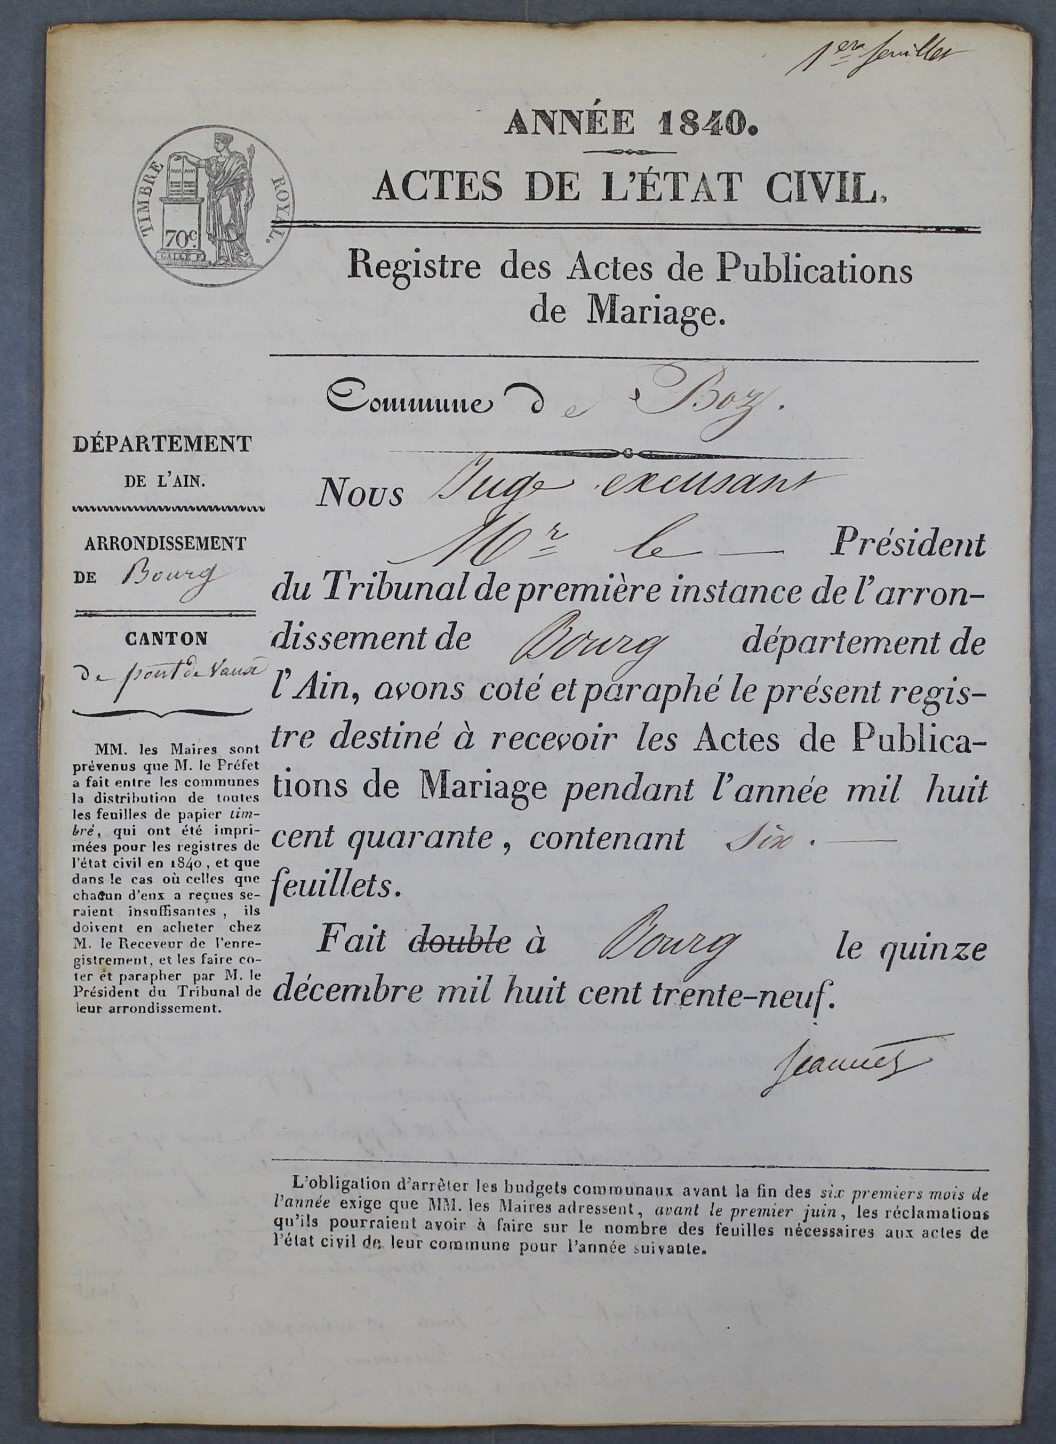 1er feuillet
ANNÉE 1840.
ACTES DE L'ÉTAT CIVIL.
TIMBRE ROYAL.
70c.
Registre des Actes de Publications
de Mariage.
Commune de Boz.
DÉPARTEMENT
DE L'AIN.
ARRONDISSEMENT
DE Bourg
CANTON
de pont de Vaux
MM. les Maires sont
prévenus que M. le Préfet
a fait entre les communes
la distribution de toutes
les feuilles de papier tim-
bré, qui ont été impri-
mées pour les registres de
l'état civil en 1840, et que
dans le cas où celles que
chacun d'eux a reçues se-
raient insuffisantes, ils
doivent en acheter chez
M. le Receveur de l'enre-
gistrement, et les faire co-
ter et parapher par M. le
Président du Tribunal de
leur arrondissement.
Nous Juge excusant
Mr le — Président
du Tribunal de première instance de l'arron-
dissement de Bourg département de
l'Ain, avons coté et paraphé le présent regis-
tre destiné à recevoir les Actes de Publica-
tions de Mariage pendant l'année mil huit
cent quarante, contenant Six. —
feuillets.
Fait double à Bourg le quinze
décembre mil huit cent trente-neuf.
Jeannet
L'obligation d'arrêter les budgets communaux avant la fin des six premiers mois de
l'année exige que MM. les Maires adressent, avant le premier juin, les réclamations
qu'ils pourraient avoir à faire sur le nombre des feuilles nécessaires aux actes de
l'état civil de leur commune pour l'année suivante.